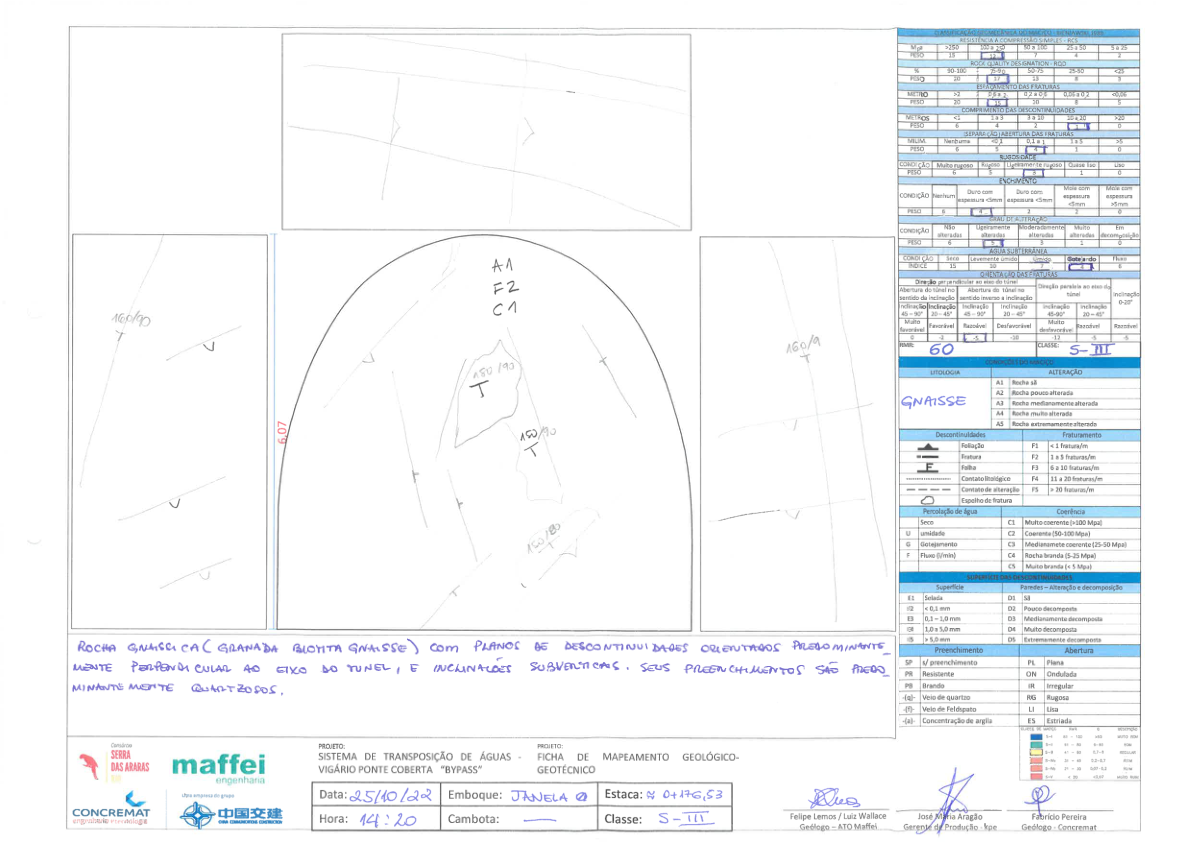 A1
F2
C1
160/90
150/90
150/90
150/80
160/9
6,07
ROCHA GNAISSICA (GRANADA BIOTITA GNAISSE) COM PLANOS DE DESCONTINUIDADES ORIENTADOS PREDOMINANTE_
MENTE PERPENDICULAR AO EIXO DO TUNEL, E INCLINAÇÕES SUBVERTICAIS. SEUS PREENCHIMENTOS SÃO PREDO_
MINANTEMENTE QUARTZOSOS.
RESISTÊNCIA A COMPRESSÃO SIMPLES - RCS
MPa >250 100 a 250 50 a 100 25 a 50 5 a 25
PESO 15 12 7 4 2
ROCK QUALITY DESIGNATION - RQD
% 90-100 75-90 50-75 25-50 <25
PESO 20 17 13 8 3
ESPAÇAMENTO DAS FRATURAS
METRO >2 0,6 a 2 0,2 a 0,6 0,06 a 0,2 <0,06
PESO 20 15 10 8 5
COMPRIMENTO DAS DESCONTINUIDADES
METROS <1 1 a 3 3 a 10 10 a 20 >20
PESO 6 4 2 1 0
(SEPARAÇÃO) ABERTURA DAS FRATURAS
MILIM. Nenhuma <0,1 0,1 a 1 1 a 5 >5
PESO 6 5 4 1 0
RUGOSIDADE
CONDIÇÃO Muito rugoso Rugoso Ligeiramente rugoso Quase liso Liso
PESO 6 5 3 1 0
ENCHIMENTO
CONDIÇÃO Nenhum Duro com espessura <5mm Duro com espessura <5mm Mole com espessura <5mm Mole com espessura >5mm
PESO 6 4 2 2 0
GRAU DE ALTERAÇÃO
CONDIÇÃO Não alteradas Ligeiramente alteradas Moderadamente alteradas Muito alteradas Em decomposição
PESO 6 5 3 1 0
ÁGUA SUBTERRÂNEA
CONDIÇÃO Seco Levemente úmido Úmido Gotejando Fluxo
ÍNDICE 15 10 7 4
ORIENTAÇÃO DAS FRATURAS
Direção perpendicular ao eixo do túnel
Direção paralela ao eixo do túnel
Inclinação 0-20°
Abertura do túnel no sentido da inclinação
Abertura do túnel no sentido inverso a inclinação
Inclinação 45 – 90° Inclinação 20 – 45° Inclinação 45 – 90° Inclinação 20 – 45° Inclinação 45-90° Inclinação 20 – 45°
Muito favorável Favorável Razoável Desfavorável Muito desfavorável Razoável Razoável
0 -2 -5 -10 12 -5 -5
RMR: 60 CLASSE: S-III
CONDIÇÕES DO MACIÇO
LITOLOGIA ALTERAÇÃO
GNAISSE
A1 Rocha sã
A2 Rocha pouco alterada
A3 Rocha medianamente alterada
A4 Rocha muito alterada
A5 Rocha extremamente alterada
Descontinuidades Fraturamento
Foliação F1 < 1 fratura/m
Fratura F2 1 a 5 fraturas/m
F Falha F3 6 a 10 fraturas/m
Contato litológico F4 11 a 20 fraturas/m
Contato de alteração F5 > 20 fraturas/m
Espelho de fratura
Percolação de água Coerência
Seco C1 Muito coerente (>100 Mpa)
U umidade C2 Coerente (50-100 Mpa)
G Gotejamento C3 Medianamete coerente (25-50 Mpa)
F Fluxo (l/min) C4 Rocha branda (5-25 Mpa)
C5 Muito branda (< 5 Mpa)
SUPERFÍCIE DAS DESCONTINUIDADES
Superfície Paredes – Alteração e decomposição
E1 Selada D1 Sã
E2 < 0,1 mm D2 Pouco decomposta
E3 0,1 – 1,0 mm D3 Medianamente decomposta
E4 1,0 a 5,0 mm D4 Muito decomposta
E5 ≥ 5,0 mm D5 Extremamente decomposta
Preenchimento Abertura
SP s/ preenchimento PL Plana
PR Resistente ON Ondulada
PB Brando IR Irregular
-(q)- Veio de quartzo RG Rugosa
-(f)- Veio de Feldspato LI Lisa
-(a)- Concentração de argila ES Estriada
Consórcio
SERRA
DAS ARARAS
maffei
engenharia
CONCREMAT
engenharia e tecnologia
Uma empresa do grupo
中国交建
CHINA COMMUNICATIONS CONSTRUCTION
PROJETO:
SISTEMA DE TRANSPOSIÇÃO DE ÁGUAS -
VIGÁRIO PONTE COBERTA “BYPASS”
PROJETO:
FICHA DE MAPEAMENTO GEOLÓGICO-
GEOTÉCNICO
Data: 25/10/22 Emboque: JANELA Ø Estaca: ≈ 0+176,53
Hora: 14:20 Cambota: — Classe: S-III
Felipe Lemos / Luiz Wallace
Geólogo – ATO Maffei
José Maria Aragão
Gerente de Produção - kpe
Fabrício Pereira
Geólogo - Concremat